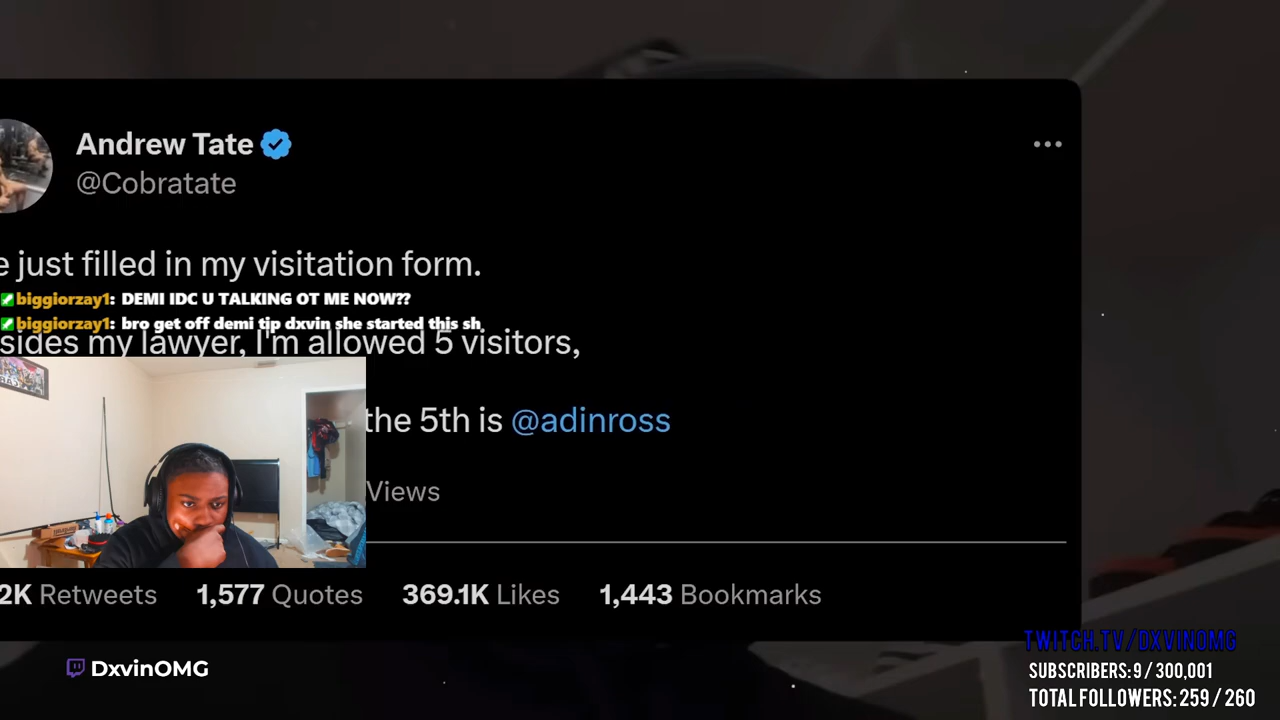 Andrew Tate
@Cobratate
e just filled in my visitation form.
biggiorzay1: DEMI IDC U TALKING OT ME NOW??
biggiorzay1: bro get off demi tip dxvin she started this sh
sides my lawyer, I'm allowed 5 visitors,
the 5th is @adinross
Views
2K Retweets 1,577 Quotes 369.1K Likes 1,443 Bookmarks
TWITCH.TV/DXVINOMG
DxvinOMG
SUBSCRIBERS: 9 / 300,001
TOTAL FOLLOWERS: 259 / 260